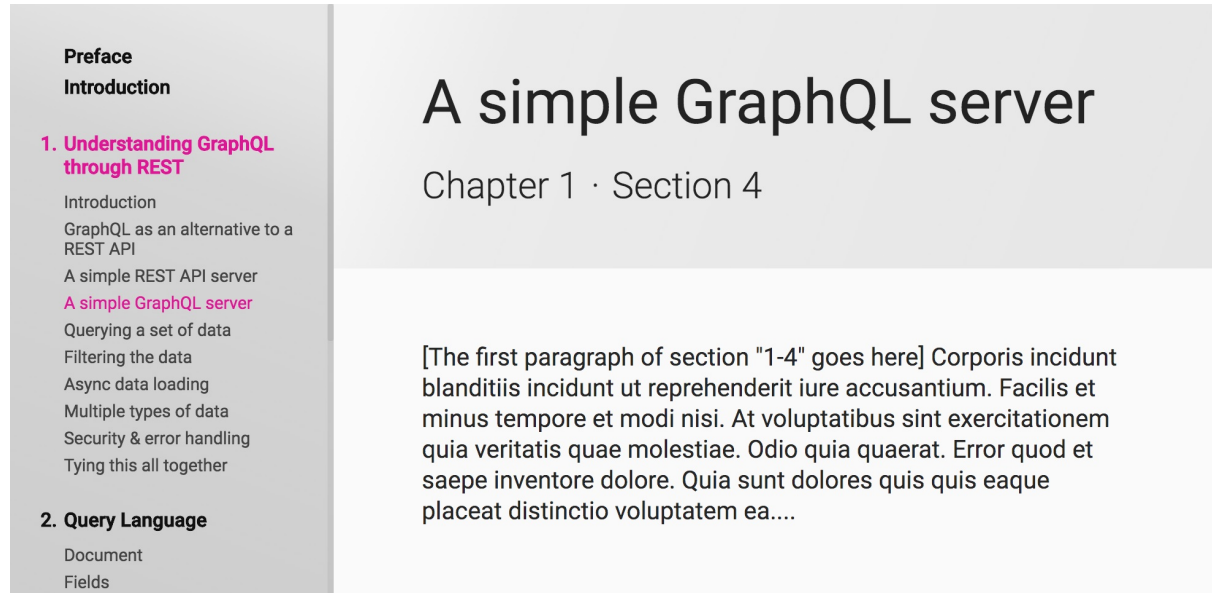 Preface
Introduction
1. Understanding GraphQL
through REST
Introduction
GraphQL as an alternative to a
REST API
A simple REST API server
A simple GraphQL server
Querying a set of data
Filtering the data
Async data loading
Multiple types of data
Security & error handling
Tying this all together
2. Query Language
Document
Fields
A simple GraphQL server
Chapter 1 · Section 4
[The first paragraph of section "1-4" goes here] Corporis incidunt
blanditiis incidunt ut reprehenderit iure accusantium. Facilis et
minus tempore et modi nisi. At voluptatibus sint exercitationem
quia veritatis quae molestiae. Odio quia quaerat. Error quod et
saepe inventore dolore. Quia sunt dolores quis quis eaque
placeat distinctio voluptatem ea....